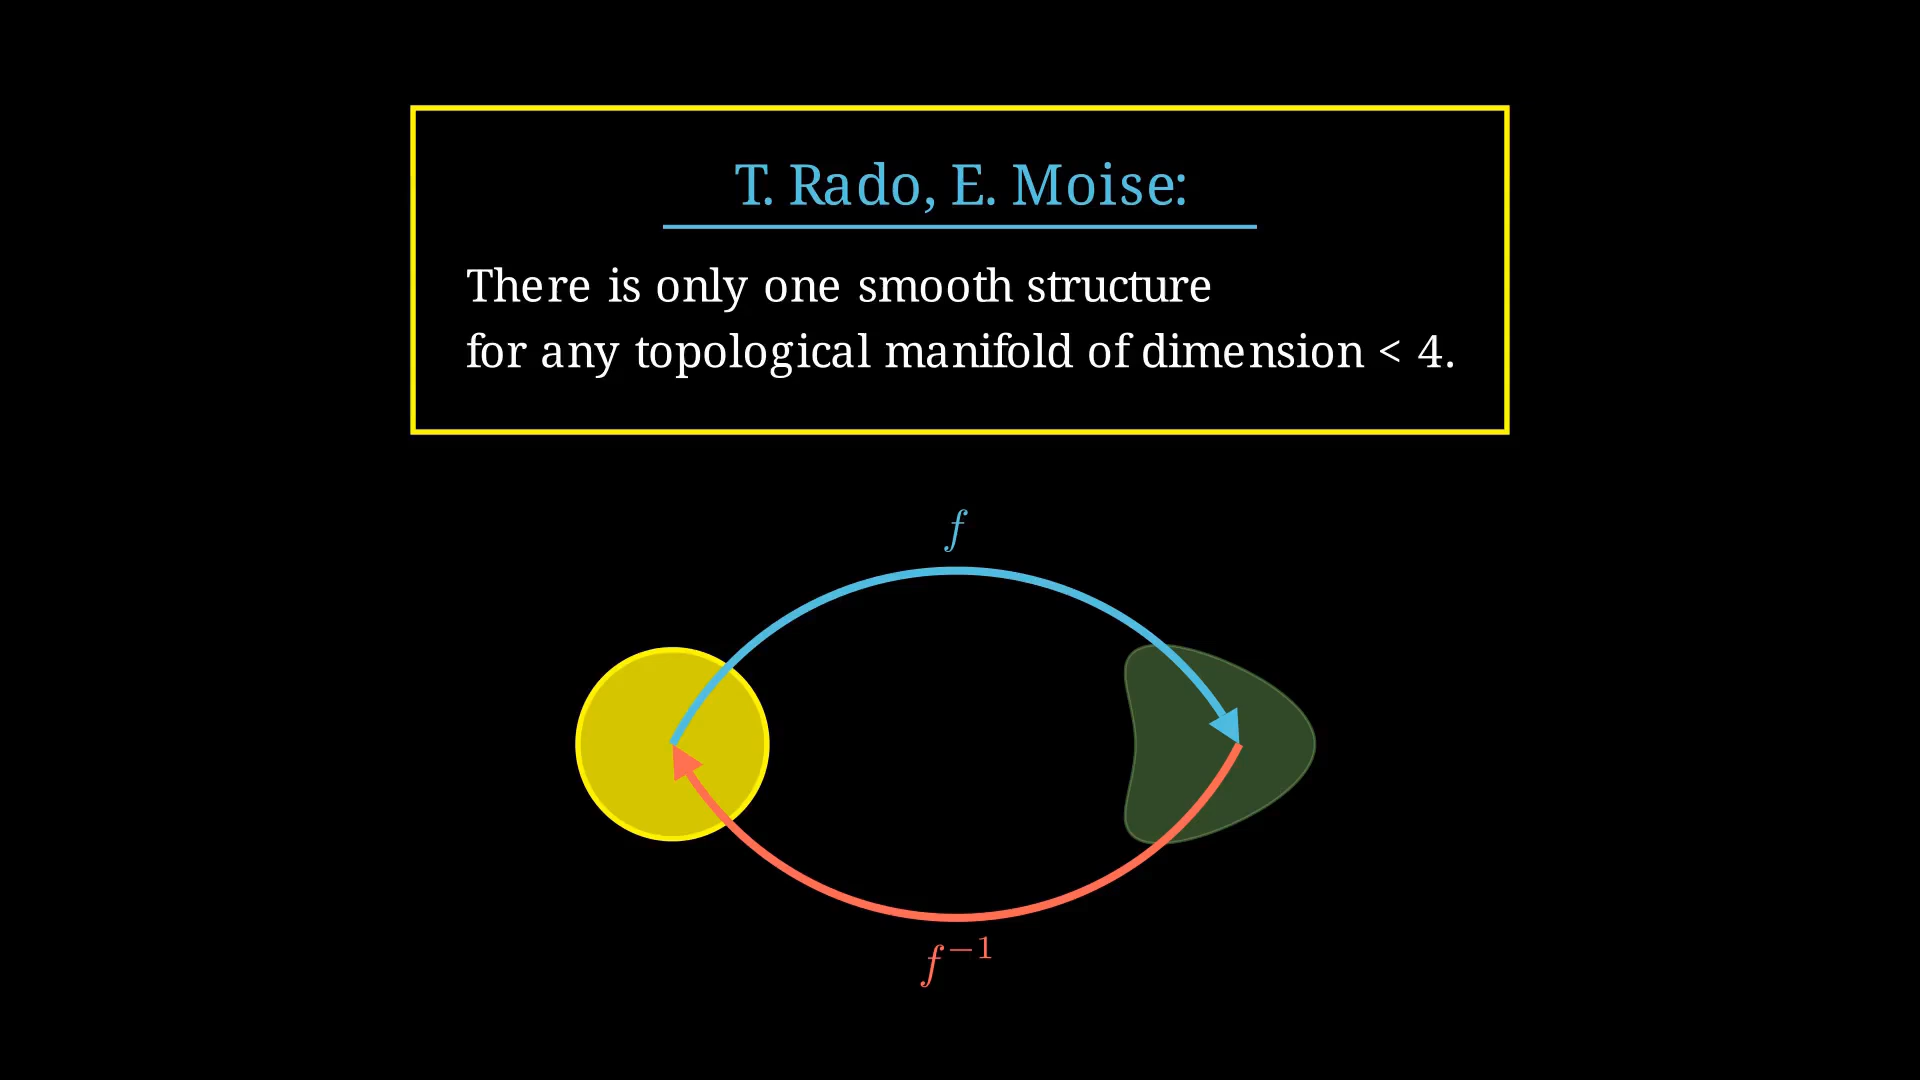 T. Rado, E. Moise:
There is only one smooth structure
for any topological manifold of dimension < 4.
f
f⁻¹